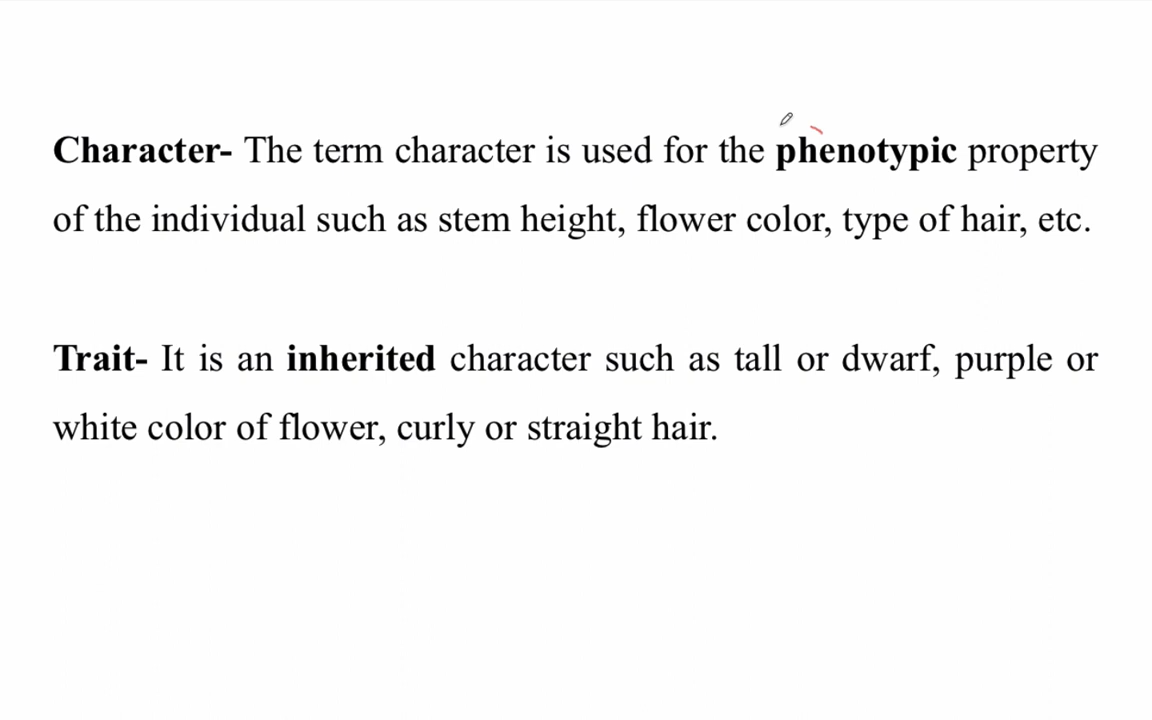 Character- The term character is used for the phenotypic property
of the individual such as stem height, flower color, type of hair, etc.
Trait- It is an inherited character such as tall or dwarf, purple or
white color of flower, curly or straight hair.